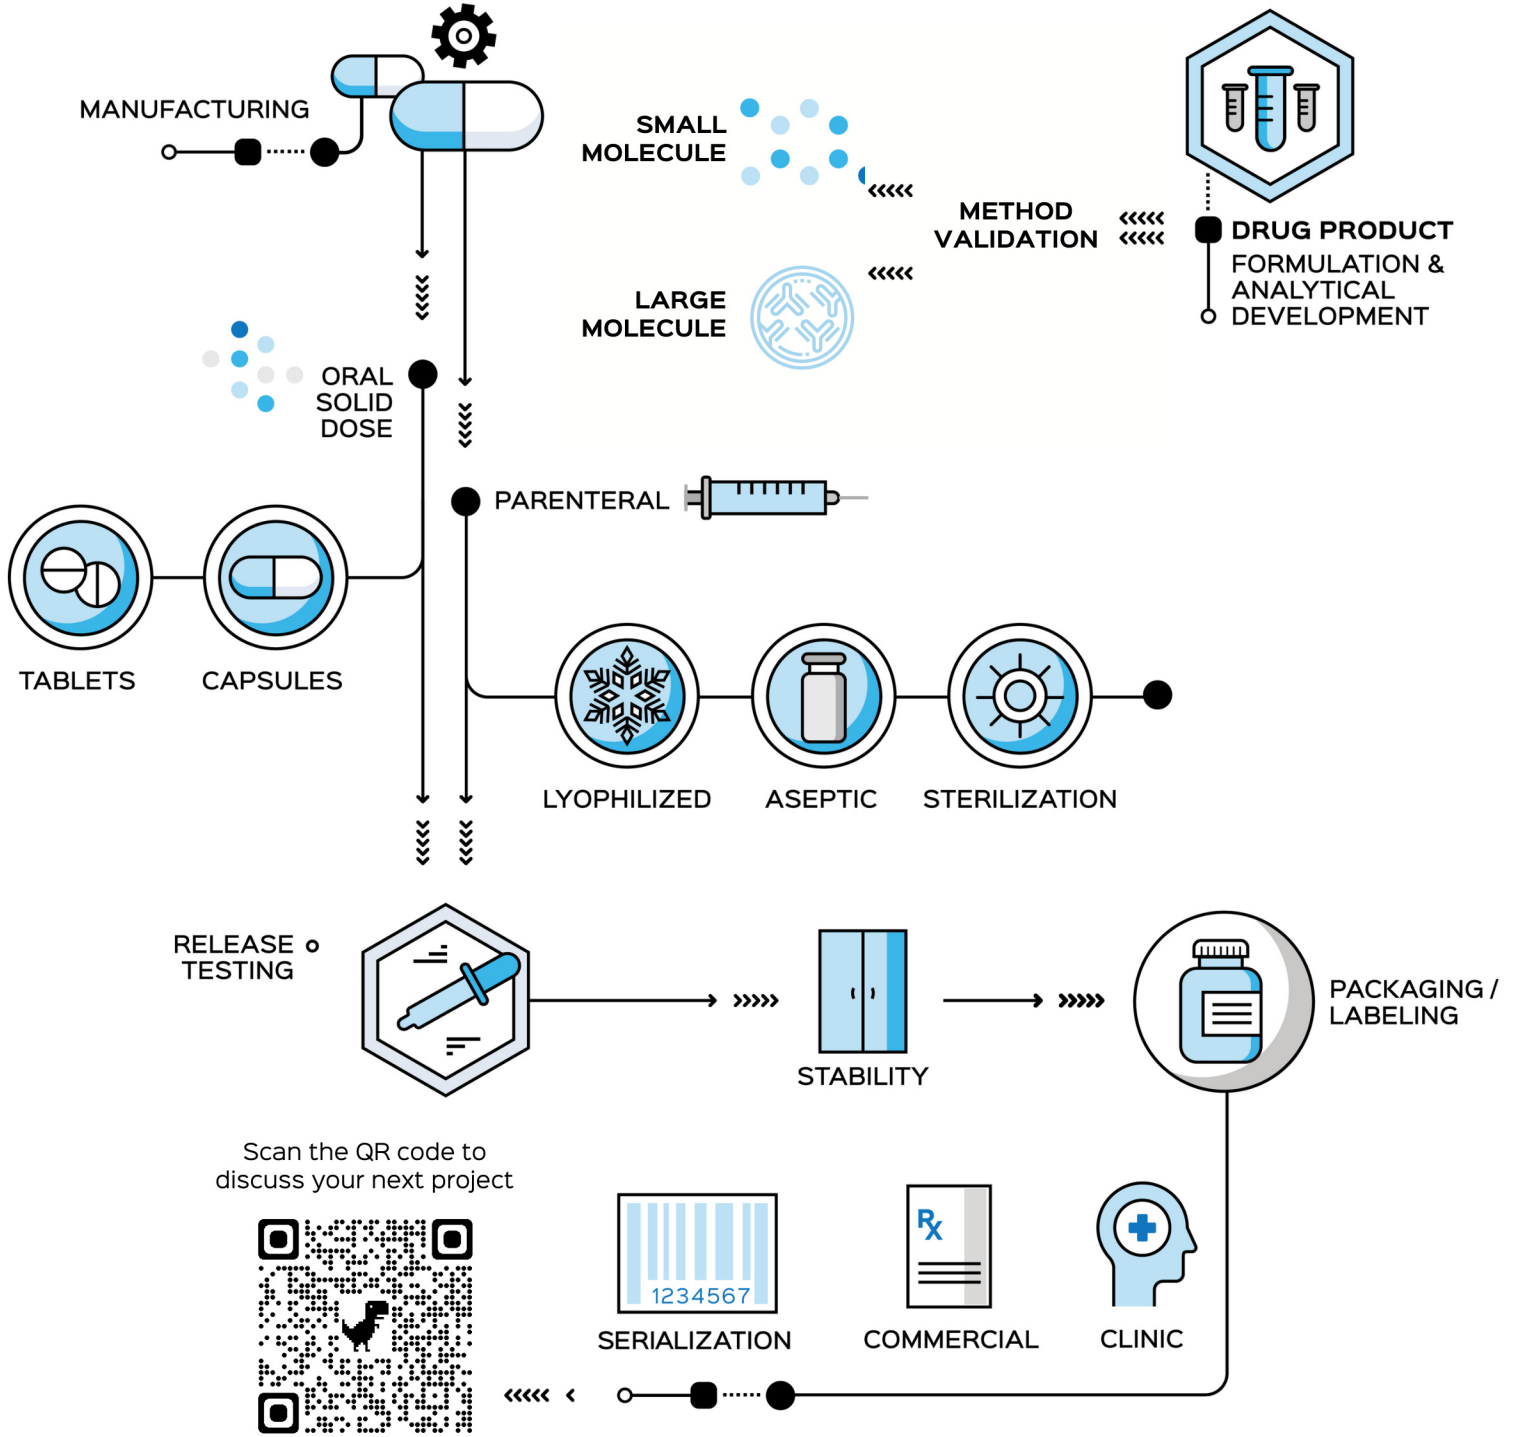 MANUFACTURING
SMALL
MOLECULE
METHOD
VALIDATION
DRUG PRODUCT
FORMULATION &
ANALYTICAL
DEVELOPMENT
LARGE
MOLECULE
ORAL
SOLID
DOSE
PARENTERAL
TABLETS
CAPSULES
LYOPHILIZED
ASEPTIC
STERILIZATION
RELEASE
TESTING
STABILITY
PACKAGING /
LABELING
Scan the QR code to
discuss your next project
1234567
Rx
SERIALIZATION
COMMERCIAL
CLINIC